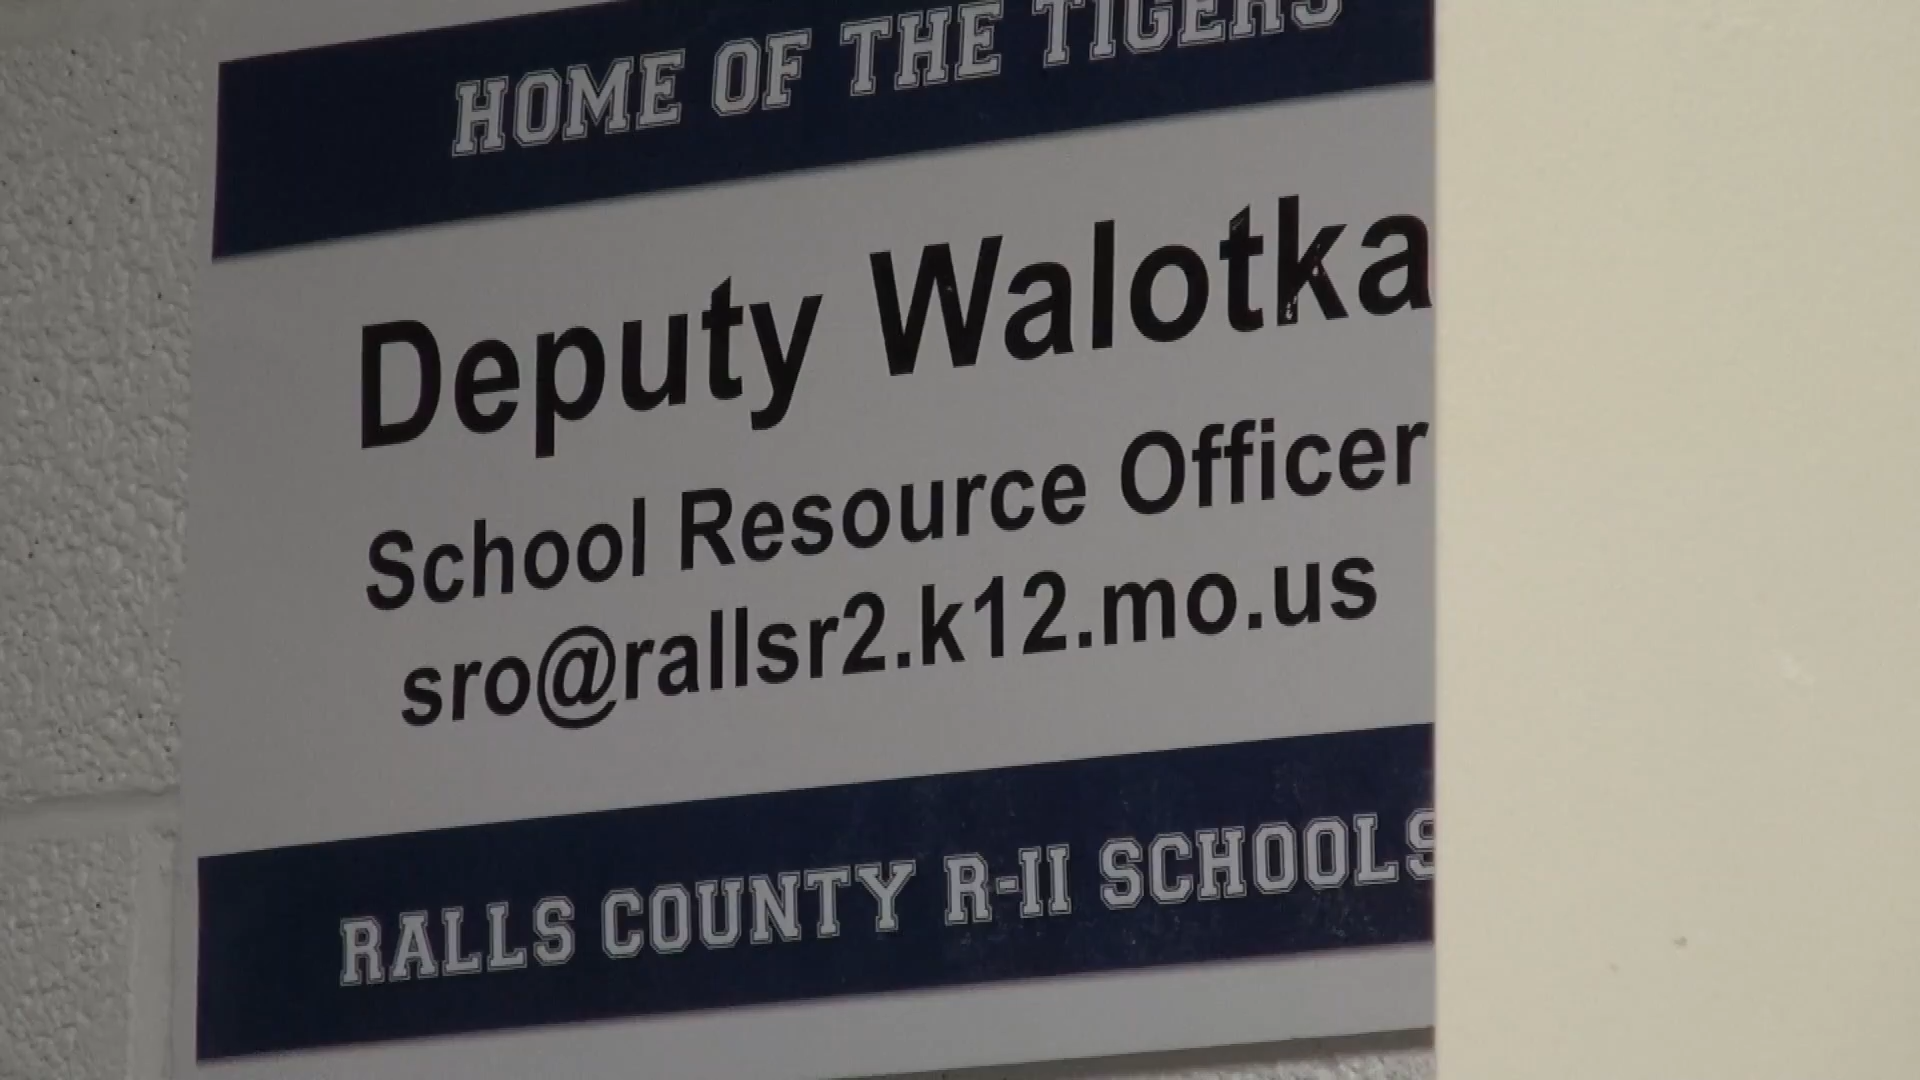 HOME OF THE TIGERS
Deputy Walotka
School Resource Officer
sro@rallsr2.k12.mo.us
RALLS COUNTY R-II SCHOOLS